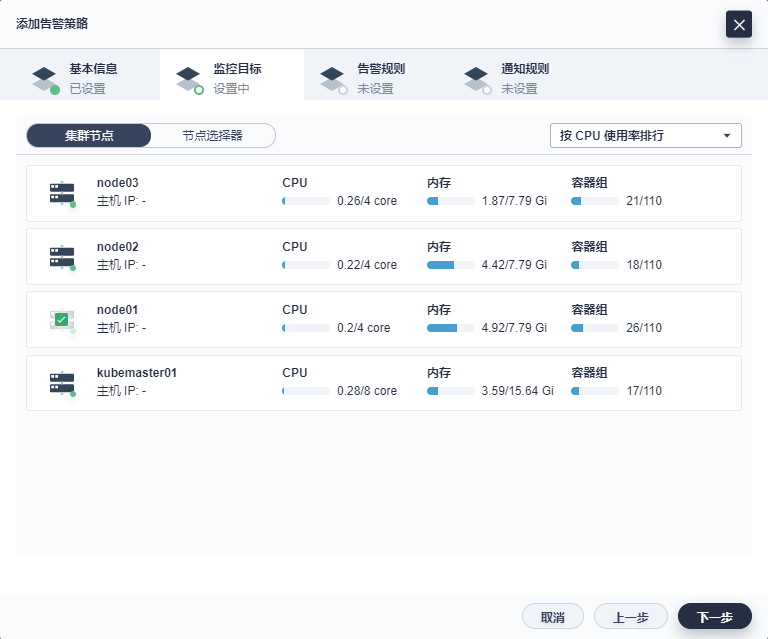 添加告警策略
基本信息
已设置
监控目标
设置中
告警规则
未设置
通知规则
未设置
集群节点
节点选择器
按 CPU 使用率排行
node03
CPU
内存
容器组
主机 IP: -
0.26/4 core
1.87/7.79 Gi
21/110
node02
CPU
内存
容器组
主机 IP: -
0.22/4 core
4.42/7.79 Gi
18/110
node01
CPU
内存
容器组
主机 IP: -
0.2/4 core
4.92/7.79 Gi
26/110
kubemaster01
CPU
内存
容器组
主机 IP: -
0.28/8 core
3.59/15.64 Gi
17/110
取消
上一步
下一步